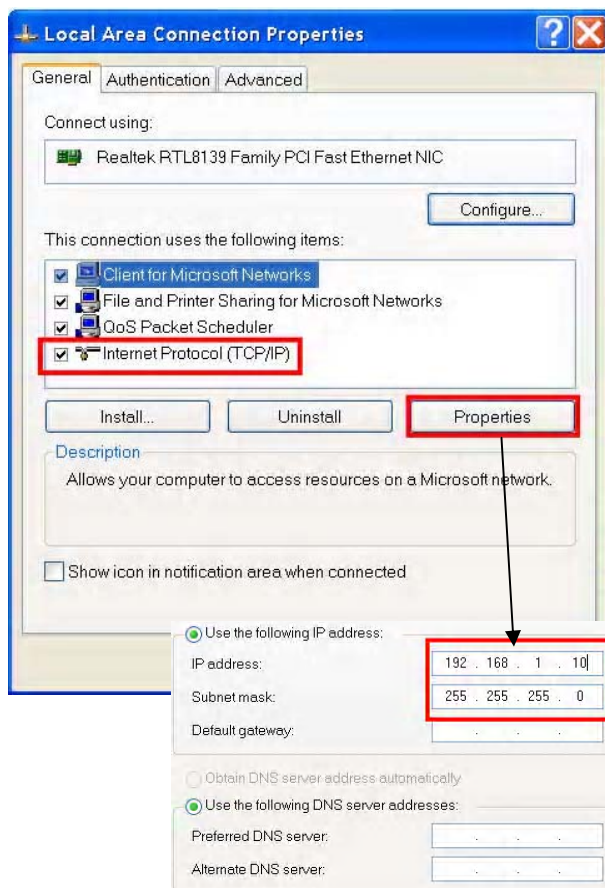 Local Area Connection Properties
General Authentication Advanced
Connect using:
Realtek RTL8139 Family PCI Fast Ethernet NIC
Configure...
This connection uses the following items:
Client for Microsoft Networks
File and Printer Sharing for Microsoft Networks
QoS Packet Scheduler
Internet Protocol (TCP/IP)
Install... Uninstall Properties
Description
Allows your computer to access resources on a Microsoft network.
Show icon in notification area when connected
Use the following IP address:
IP address: 192 . 168 . 1 . 10
Subnet mask: 255 . 255 . 255 . 0
Default gateway: . . .
Obtain DNS server address automatically
Use the following DNS server addresses:
Preferred DNS server: . . .
Alternate DNS server: . . .